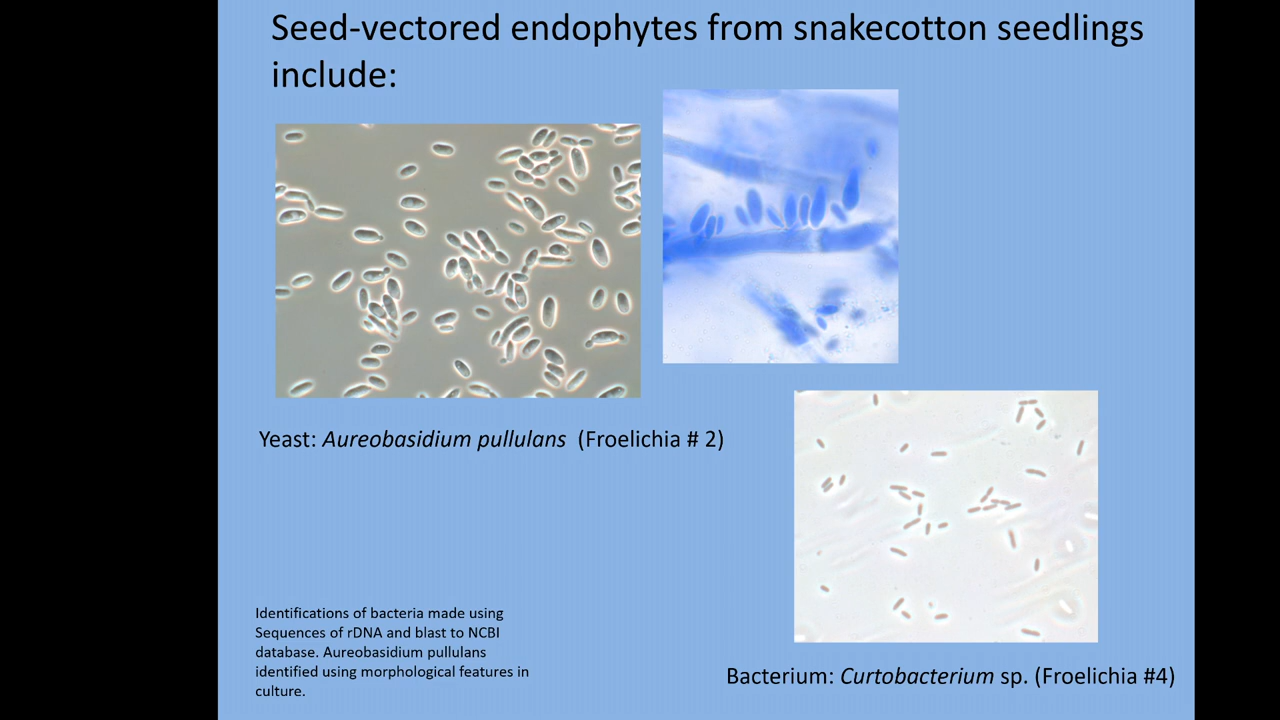 Seed-vectored endophytes from snakecotton seedlings
include:
Yeast: Aureobasidium pullulans (Froelichia # 2)
Identifications of bacteria made using
Sequences of rDNA and blast to NCBI
database. Aureobasidium pullulans
identified using morphological features in
culture.
Bacterium: Curtobacterium sp. (Froelichia #4)